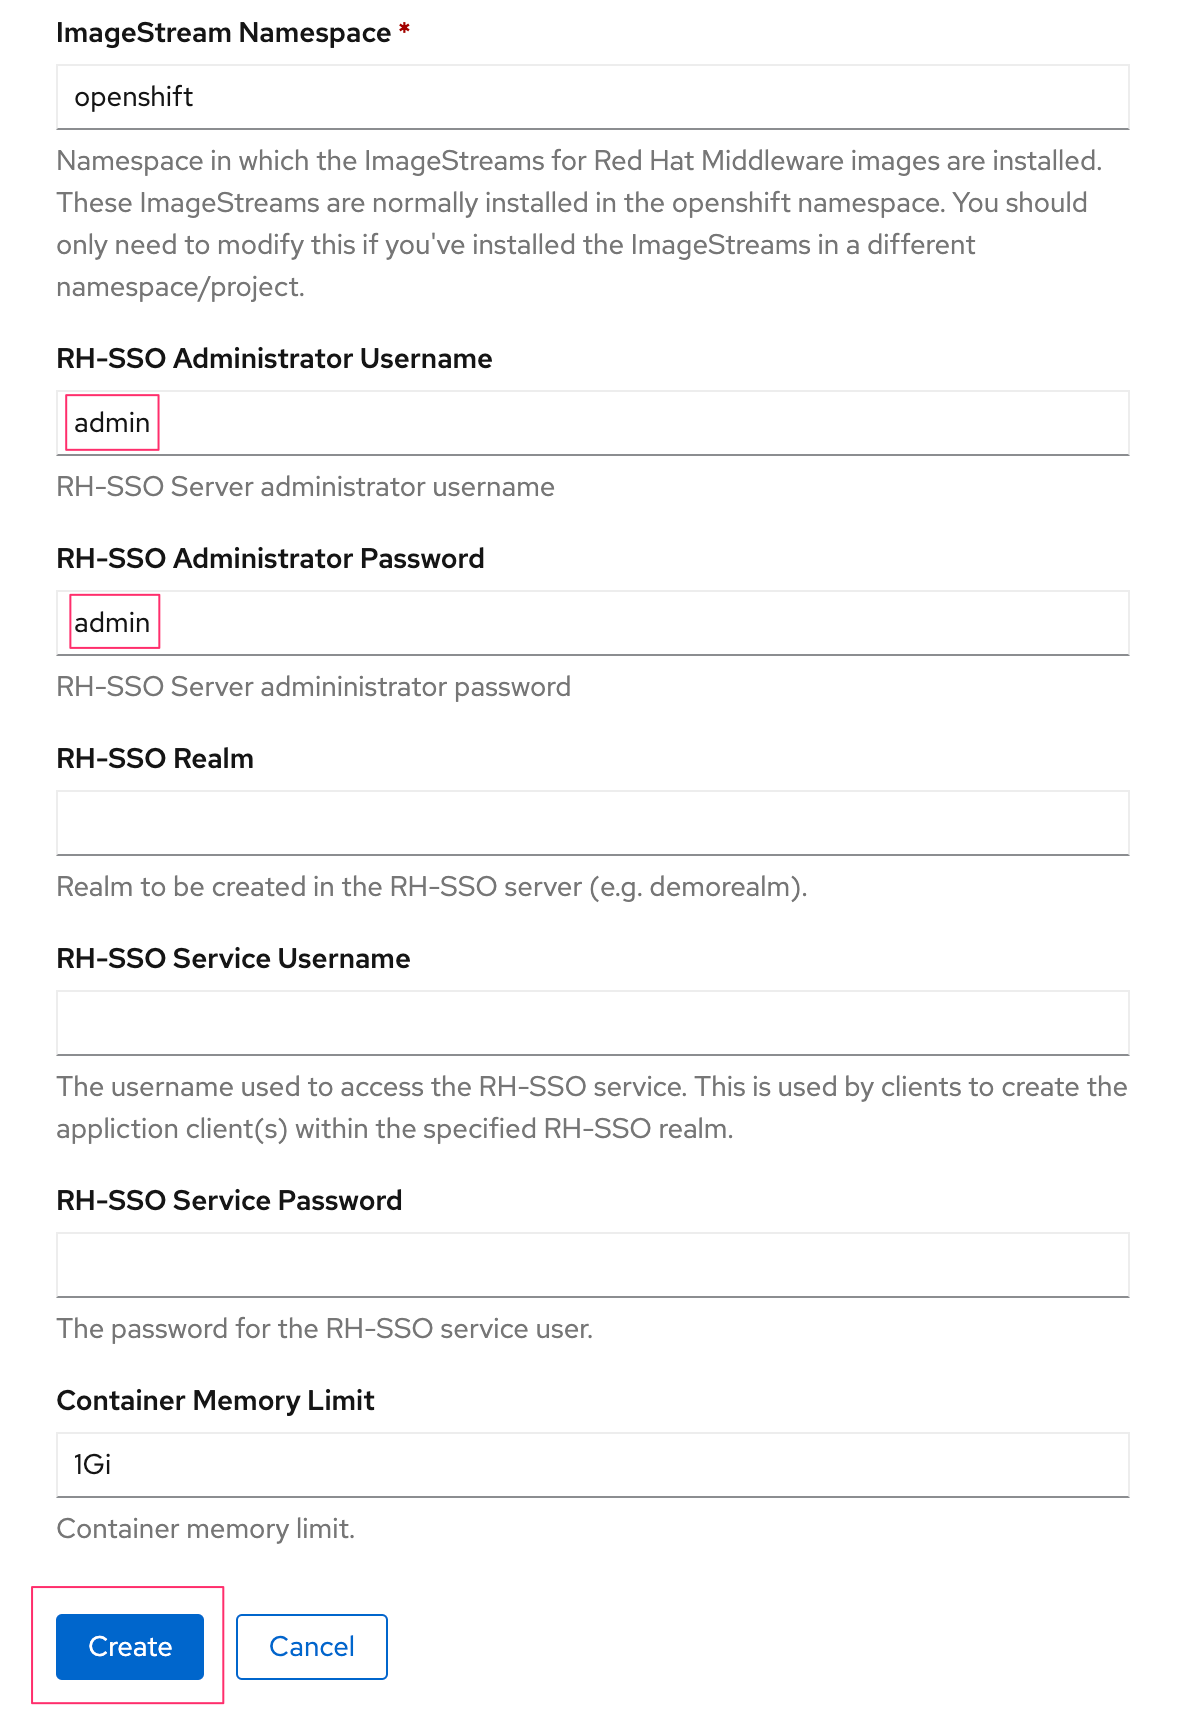 ImageStream Namespace *
openshift
Namespace in which the ImageStreams for Red Hat Middleware images are installed.
These ImageStreams are normally installed in the openshift namespace. You should
only need to modify this if you've installed the ImageStreams in a different
namespace/project.
RH-SSO Administrator Username
admin
RH-SSO Server administrator username
RH-SSO Administrator Password
admin
RH-SSO Server admininistrator password
RH-SSO Realm
Realm to be created in the RH-SSO server (e.g. demorealm).
RH-SSO Service Username
The username used to access the RH-SSO service. This is used by clients to create the
appliction client(s) within the specified RH-SSO realm.
RH-SSO Service Password
The password for the RH-SSO service user.
Container Memory Limit
1Gi
Container memory limit.
Create Cancel